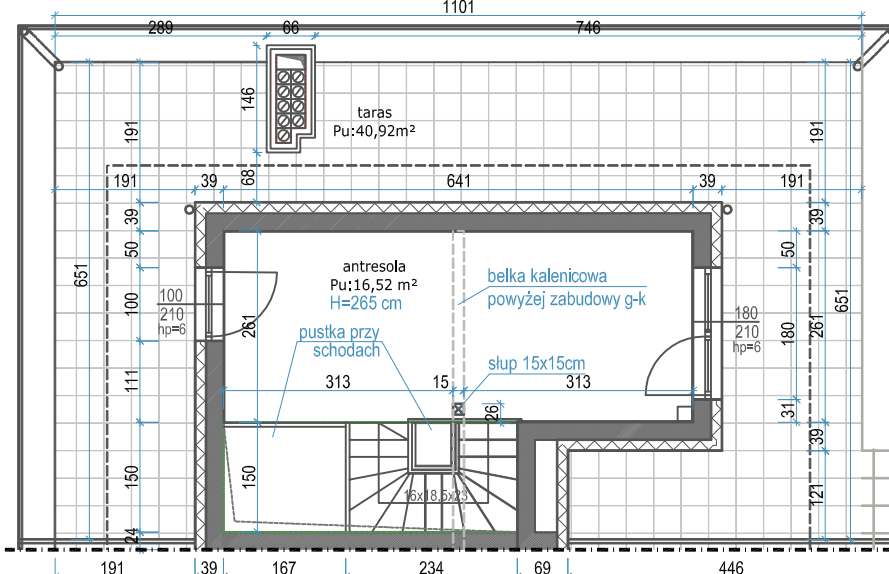 1101
289 66 746
146
taras
Pu:40,92m²
191
191
68
191 39 641 39 191
39
39
50
50
antresola
Pu:16,52 m²
H=265 cm
belka kalenicowa
powyżej zabudowy g-k
651
651
100
210
hp=6
100
261
180
210
hp=6
180
261
pustka przy
schodach
słup 15x15cm
313 15 313
111
26
31
39
150
150
16x18,5x23
121
24
191 39 167 234 69 446